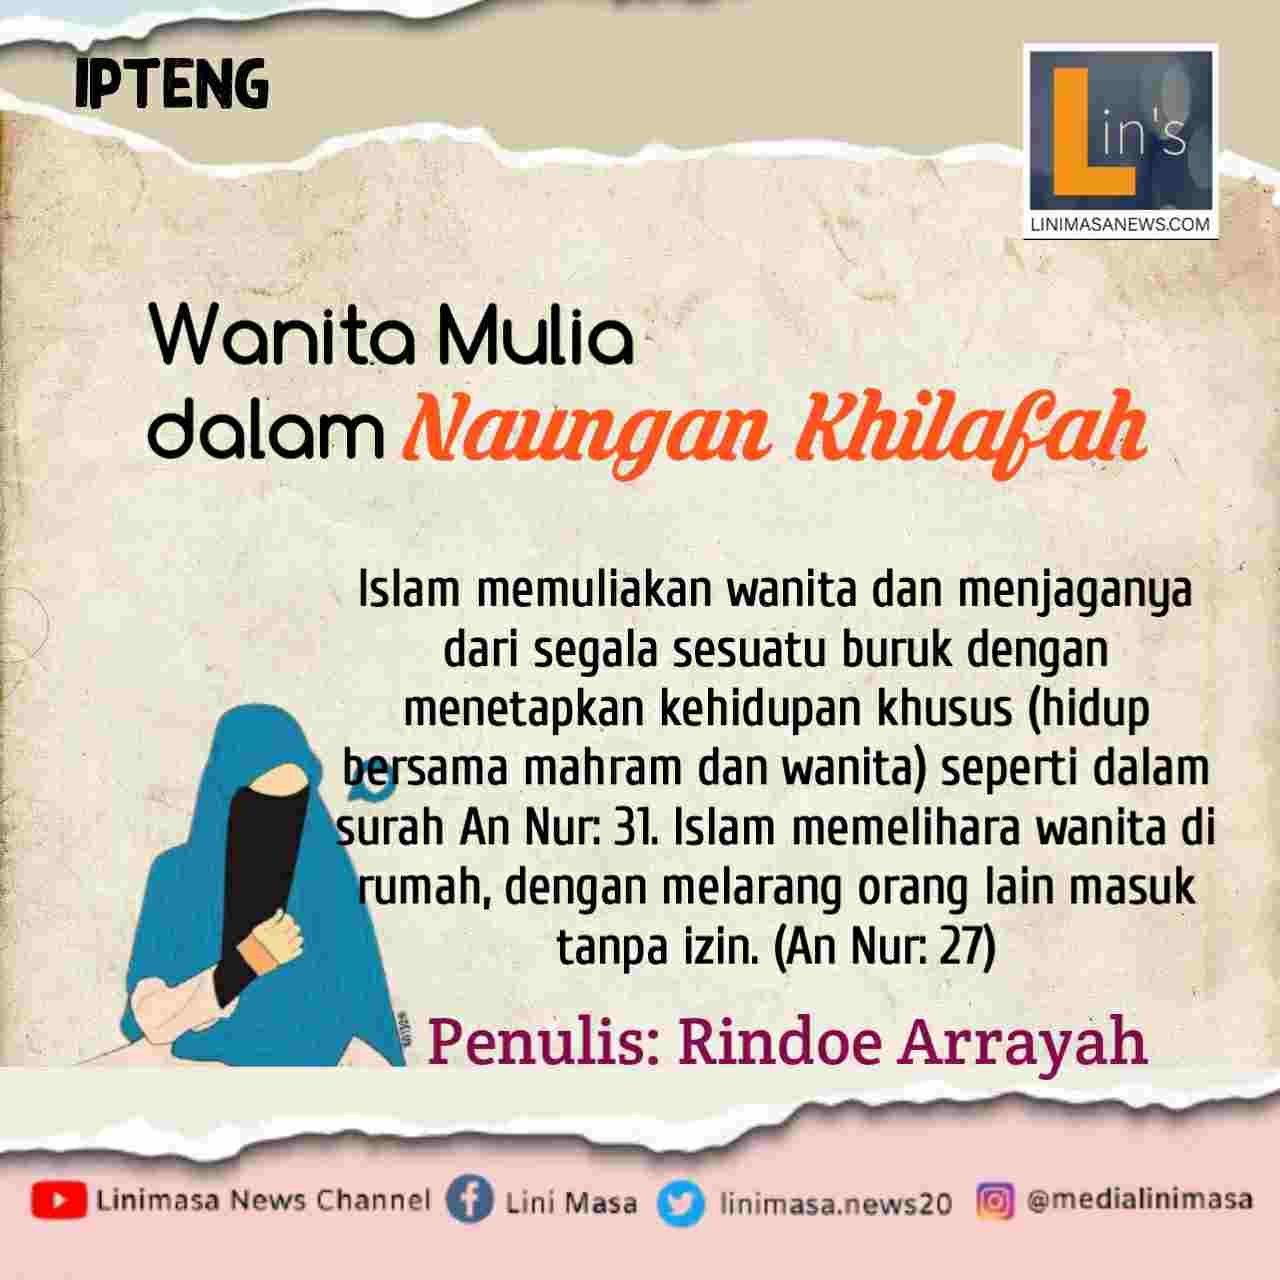 IPTENG
Lin's
LINIMASANEWS.COM
Wanita Mulia
dalam Naungan Khilafah
Islam memuliakan wanita dan menjaganya
dari segala sesuatu buruk dengan
menetapkan kehidupan khusus (hidup
bersama mahram dan wanita) seperti dalam
surah An Nur: 31. Islam memelihara wanita di
rumah, dengan melarang orang lain masuk
tanpa izin. (An Nur: 27)
Penulis: Rindoe Arrayah
Linimasa News Channel Lini Masa linimasa.news20 @medialinimasa